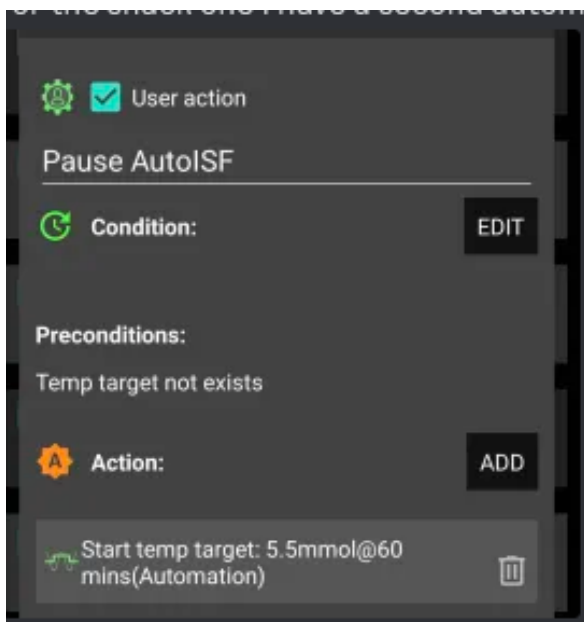 User action
Pause AutoISF
Condition:
EDIT
Preconditions:
Temp target not exists
Action:
ADD
Start temp target: 5.5mmol@60
mins(Automation)